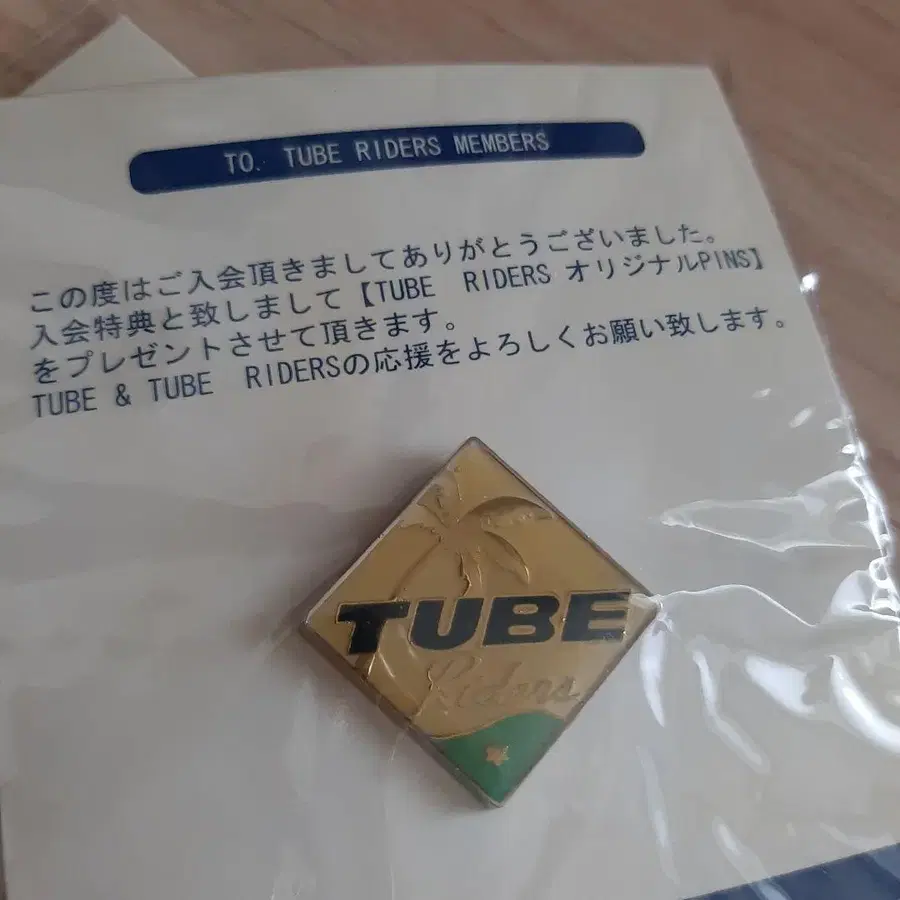 TO. TUBE RIDERS MEMBERS
この度はご入会頂きましてありがとうございました。
入会特典と致しまして【TUBE RIDERS オリジナルPINS】
をプレゼントさせて頂きます。
TUBE & TUBE RIDERSの応援をよろしくお願い致します。
TUBE
Riders